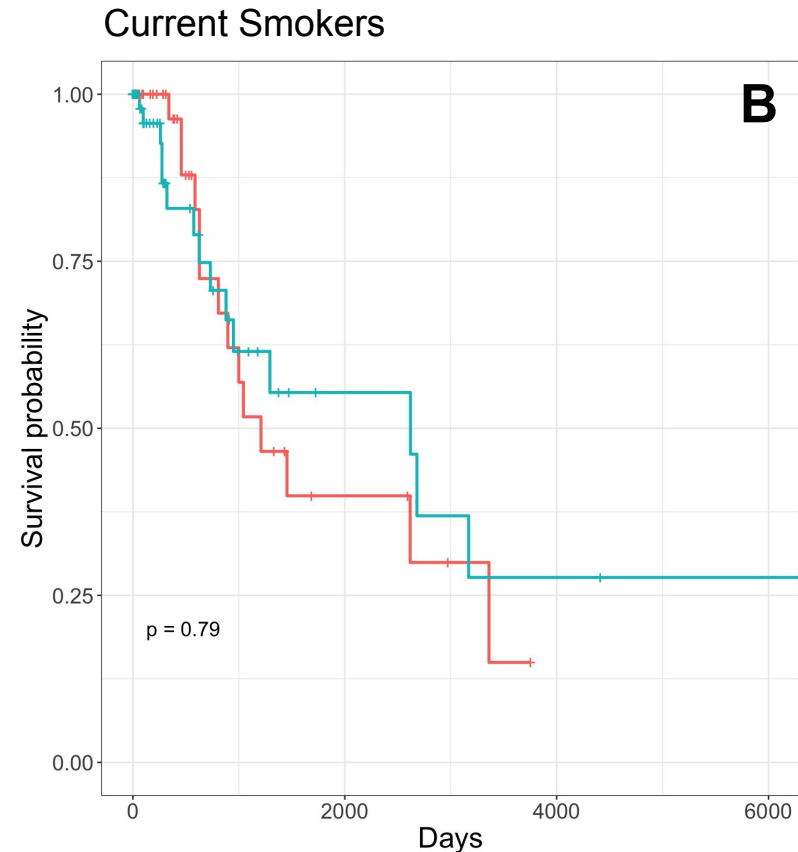 Current Smokers
B
1.00
0.75
0.50
0.25
0.00
Survival probability
p = 0.79
0 2000 4000 6000
Days